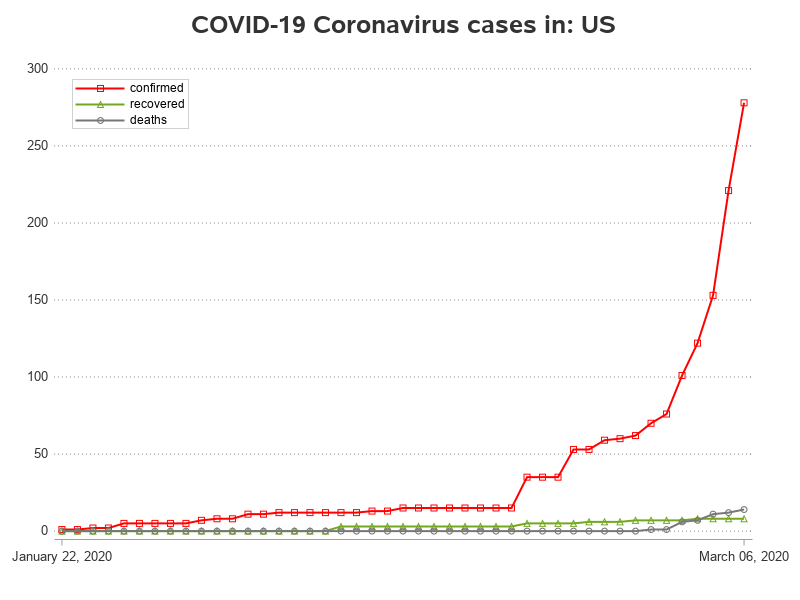 COVID-19 Coronavirus cases in: US
300
confirmed
recovered
deaths
250
200
150
100
50
0
January 22, 2020
March 06, 2020